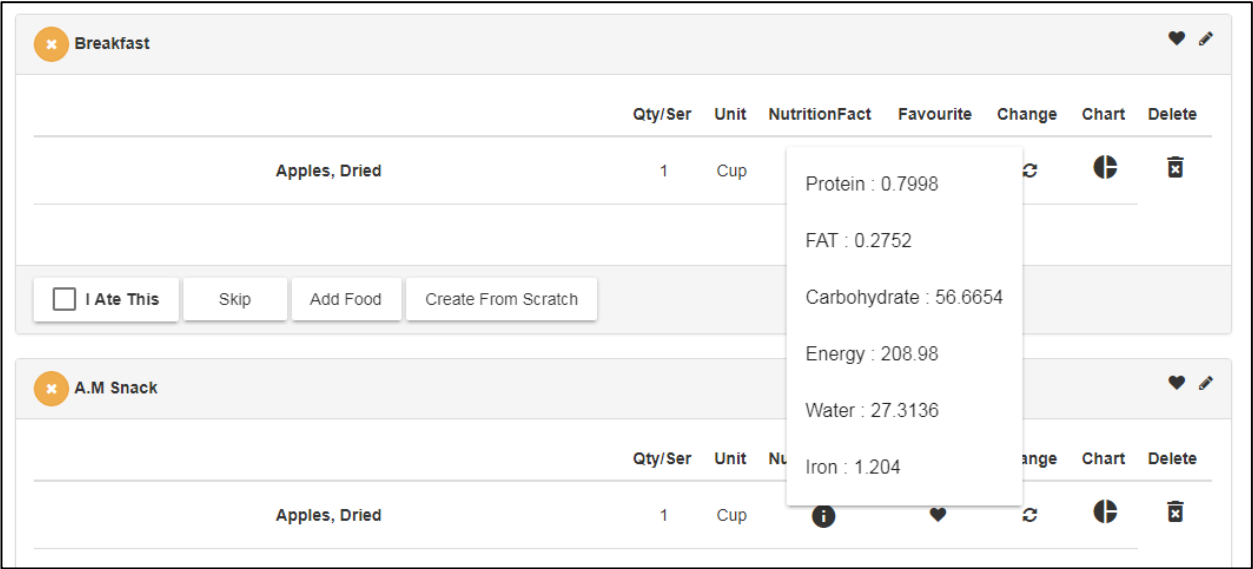 Breakfast
Qty/Ser Unit NutritionFact Favourite Change Chart Delete
Apples, Dried 1 Cup
Protein : 0.7998
FAT : 0.2752
I Ate This Skip Add Food Create From Scratch
Carbohydrate : 56.6654
Energy : 208.98
A.M Snack
Water : 27.3136
Qty/Ser Unit Nu ange Chart Delete
Iron : 1.204
Apples, Dried 1 Cup